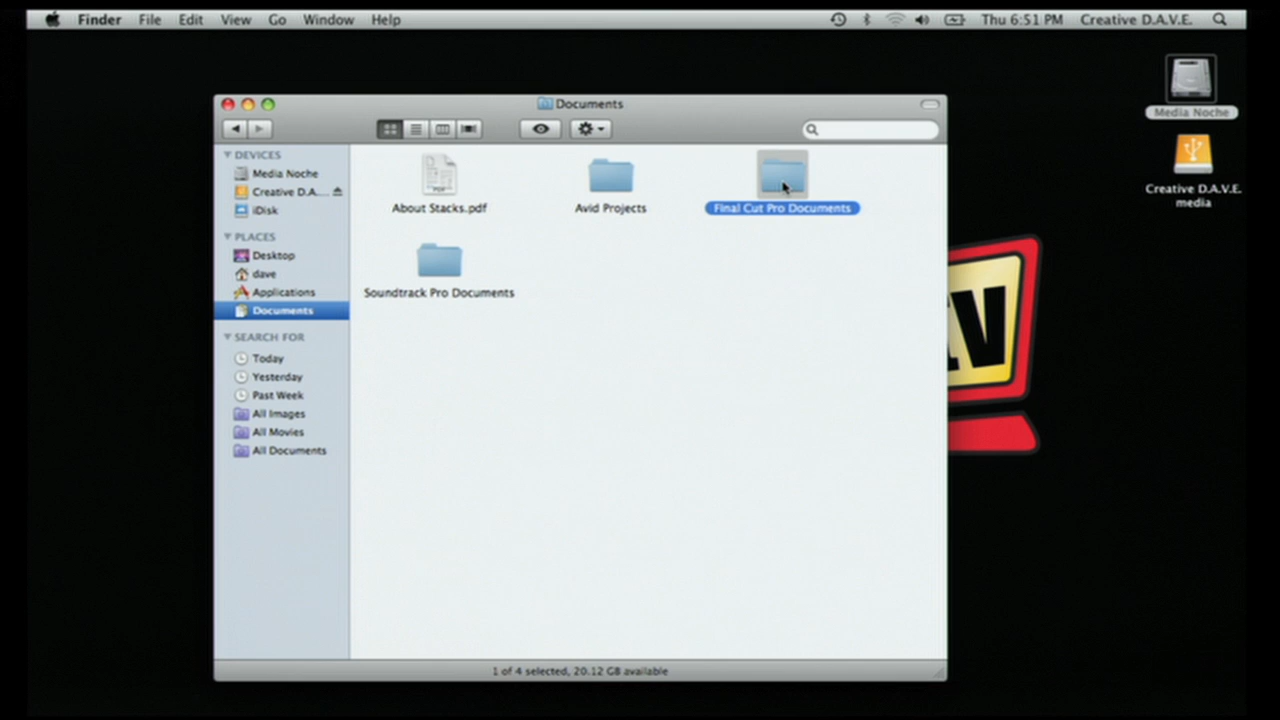 Finder File Edit View Go Window Help Thu 6:51 PM Creative D.A.V.E.
Documents
DEVICES
Media Noche
Creative D.A....
iDisk
PLACES
Desktop
dave
Applications
Documents
SEARCH FOR
Today
Yesterday
Past Week
All Images
All Movies
All Documents
PDF
About Stacks.pdf
Avid Projects
Final Cut Pro Documents
Soundtrack Pro Documents
1 of 4 selected, 20.12 GB available
Media Noche
Creative D.A.V.E.
media